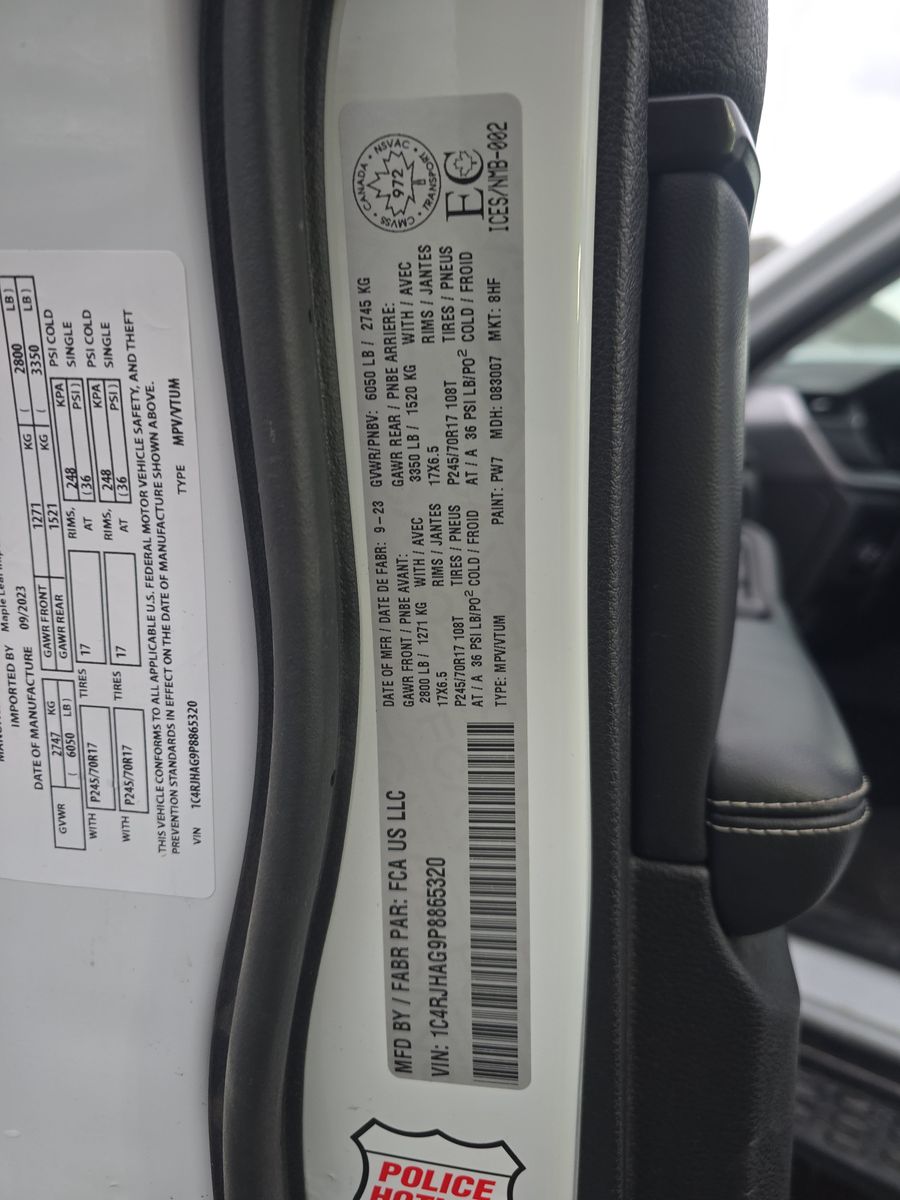 IMPORTED BY Maple Leaf
DATE OF MANUFACTURE 09/2023
GVWR 2747 KG GAWR FRONT 1271 KG ( 2800 LB )
( 6050 LB ) GAWR REAR 1521 KG ( 3350 LB )
WITH P245/70R17 TIRES 17 RIMS, AT 248 KPA PSI COLD
(36 PSI ) SINGLE
WITH P245/70R17 TIRES 17 RIMS, AT 248 KPA PSI COLD
(36 PSI ) SINGLE
THIS VEHICLE CONFORMS TO ALL APPLICABLE U.S. FEDERAL MOTOR VEHICLE SAFETY, AND THEFT
PREVENTION STANDARDS IN EFFECT ON THE DATE OF MANUFACTURE SHOWN ABOVE.
VIN 1C4RJHAG9P8865320 TYPE MPV/VTUM
MFD BY / FABR PAR: FCA US LLC
VIN: 1C4RJHAG9P8865320
DATE OF MFR / DATE DE FABR: 9-23
GAWR FRONT / PNBE AVANT:
2800 LB / 1271 KG WITH / AVEC
17X6.5 RIMS / JANTES
P245/70R17 108T TIRES / PNEUS
AT / A 36 PSI LB/PO² COLD / FROID
TYPE: MPV/VTUM
GVWR/PNBV: 6050 LB / 2745 KG
GAWR REAR / PNBE ARRIERE:
3350 LB / 1520 KG WITH / AVEC
17X6.5 RIMS / JANTES
P245/70R17 108T TIRES / PNEUS
AT / A 36 PSI LB/PO² COLD / FROID
PAINT: PW7 MDH: 083007 MKT: 8HF
CANADA • NSVAC • TRANSPORT • CMVSS
972
EC
ICES/NMB-002
POLICE